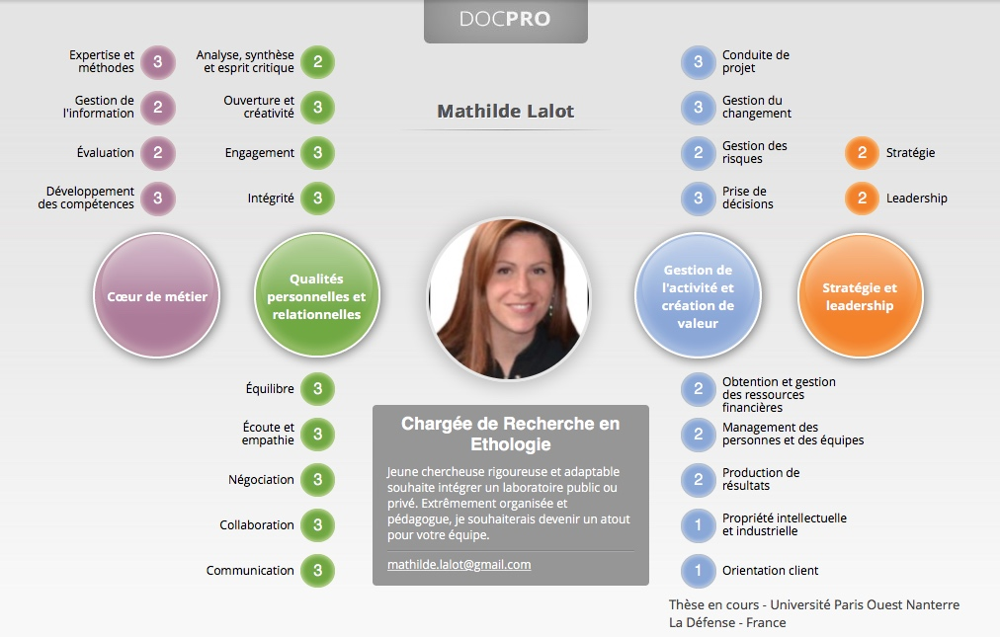 DOCPRO
Mathilde Lalot
Expertise et
méthodes
3
Gestion de
l'information
2
Évaluation
2
Développement
des compétences
3
Cœur de métier
Analyse, synthèse
et esprit critique
2
Ouverture et
créativité
3
Engagement
3
Intégrité
3
Qualités
personnelles et
relationnelles
Équilibre
3
Écoute et
empathie
3
Négociation
3
Collaboration
3
Communication
3
Chargée de Recherche en
Ethologie
Jeune chercheuse rigoureuse et adaptable
souhaite intégrer un laboratoire public ou
privé. Extrêmement organisée et
pédagogue, je souhaiterais devenir un atout
pour votre équipe.
mathilde.lalot@gmail.com
3
Conduite de
projet
3
Gestion du
changement
2
Gestion des
risques
3
Prise de
décisions
Gestion de
l'activité et
création de
valeur
2
Obtention et gestion
des ressources
financières
2
Management des
personnes et des équipes
2
Production de
résultats
1
Propriété intellectuelle
et industrielle
1
Orientation client
2
Stratégie
2
Leadership
Stratégie et
leadership
Thèse en cours - Université Paris Ouest Nanterre
La Défense - France